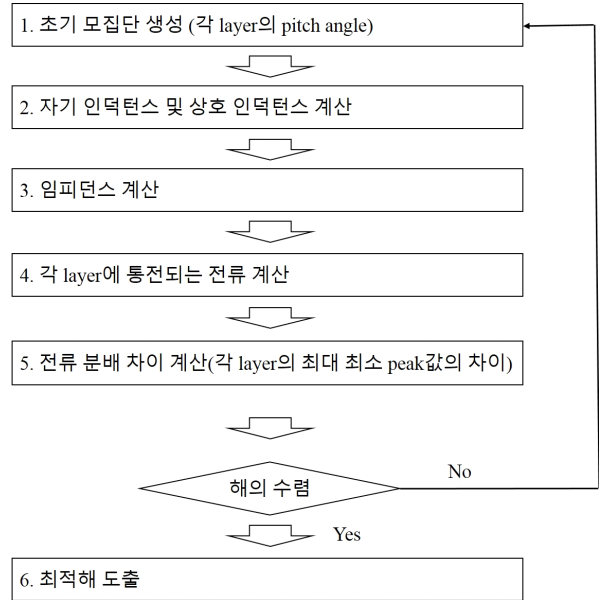 1. 초기 모집단 생성 (각 layer의 pitch angle)
2. 자기 인덕턴스 및 상호 인덕턴스 계산
3. 임피던스 계산
4. 각 layer에 통전되는 전류 계산
5. 전류 분배 차이 계산(각 layer의 최대 최소 peak값의 차이)
해의 수렴
No
Yes
6. 최적해 도출